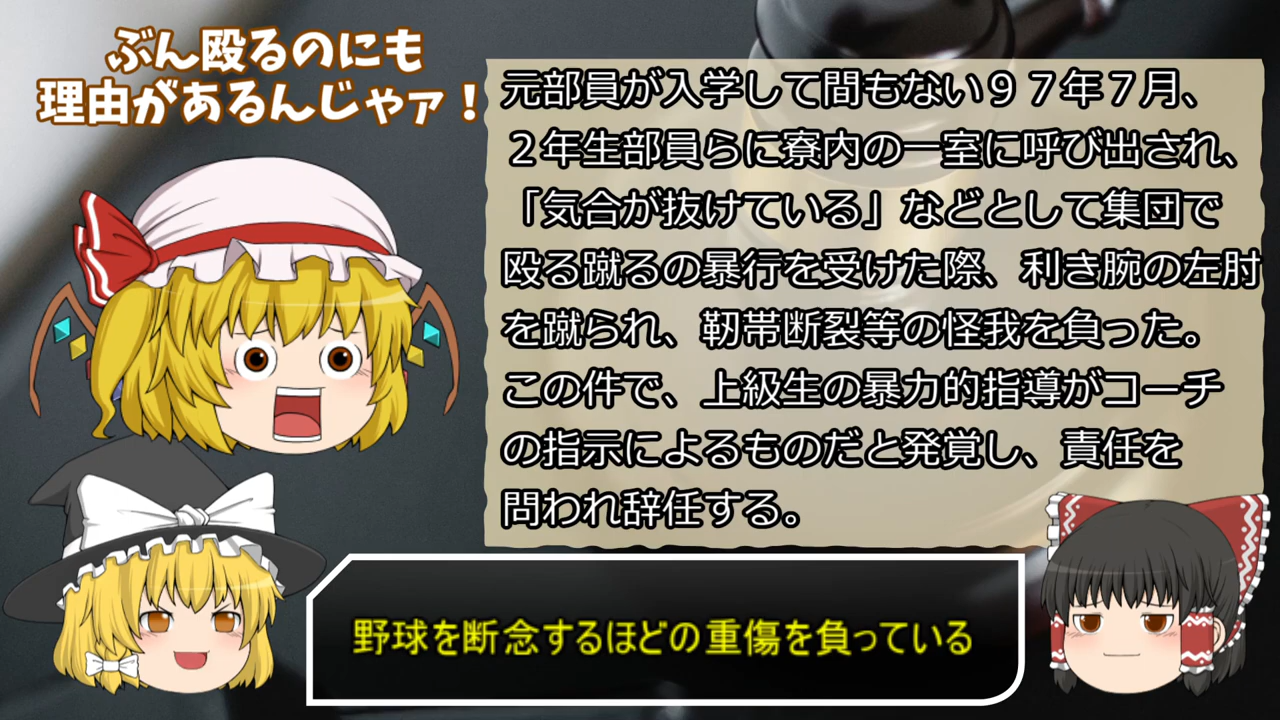 ぶん殴るのにも
理由があるんじゃァ！
元部員が入学して間もない９７年７月、
２年生部員らに寮内の一室に呼び出され、
「気合が抜けている」などとして集団で
殴る蹴るの暴行を受けた際、利き腕の左肘
を蹴られ、靭帯断裂等の怪我を負った。
この件で、上級生の暴力的指導がコーチ
の指示によるものだと発覚し、責任を
問われ辞任する。
野球を断念するほどの重傷を負っている